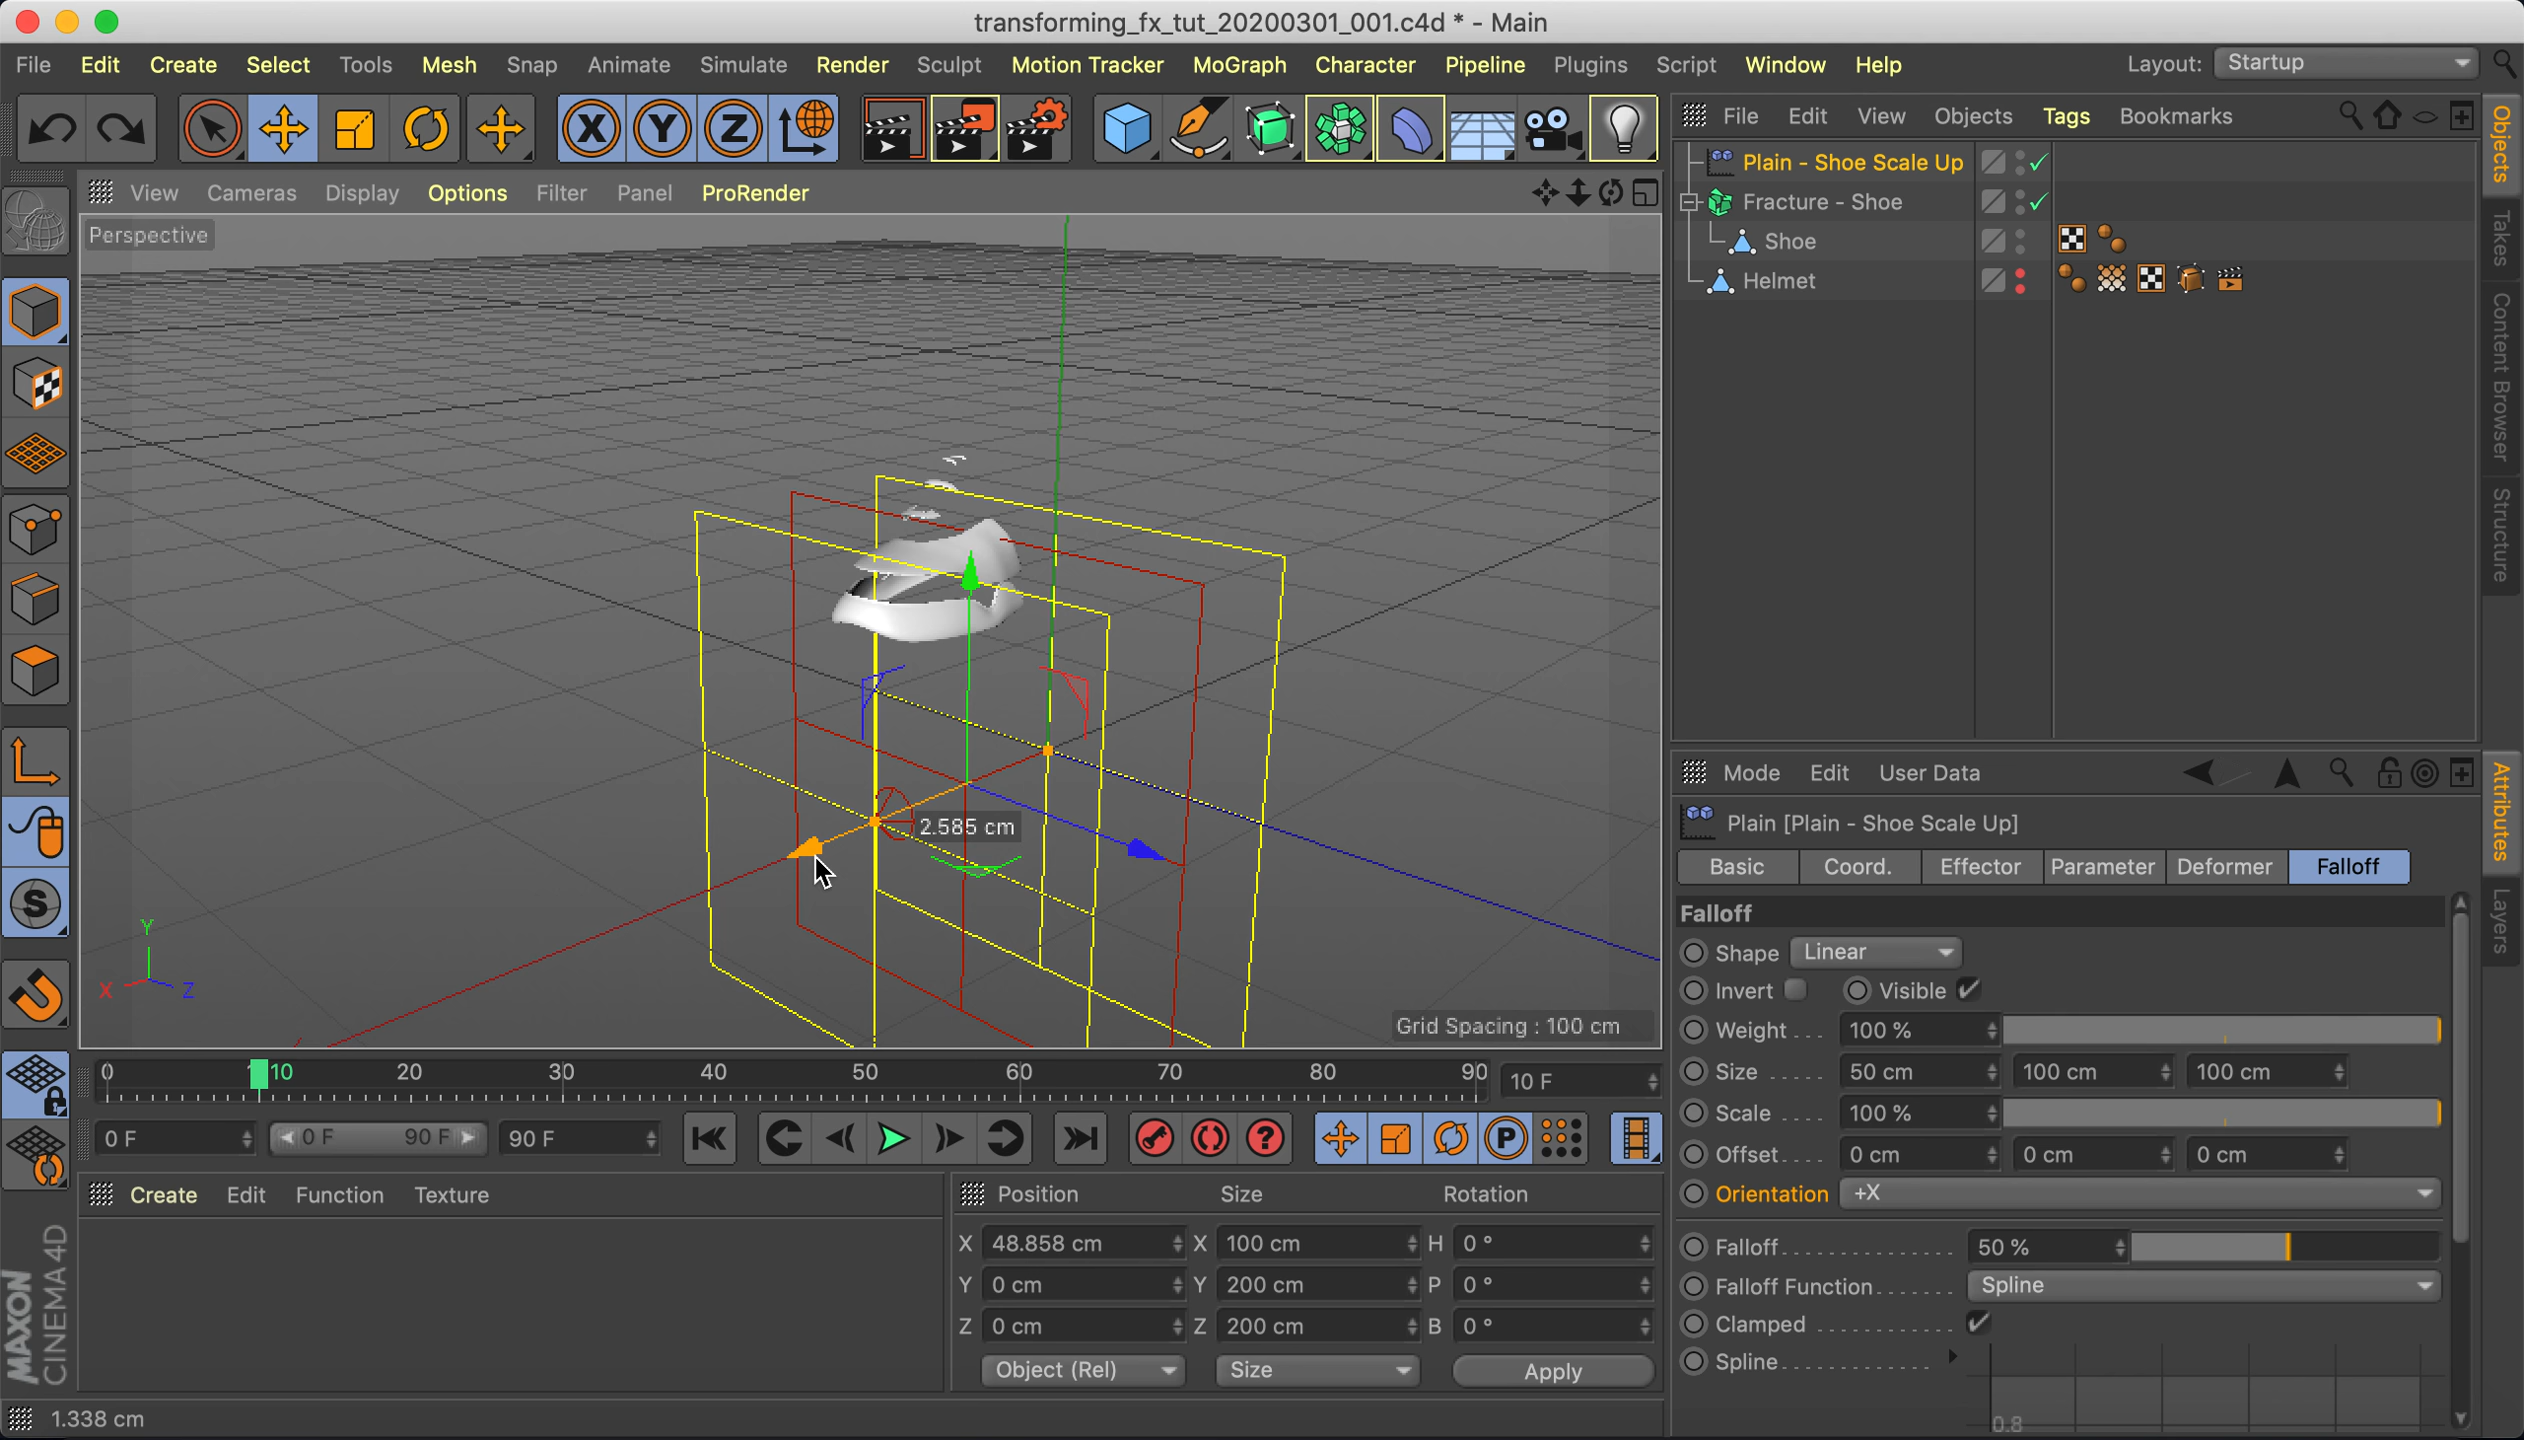 transforming_fx_tut_20200301_001.c4d * - Main
File Edit Create Select Tools Mesh Snap Animate Simulate Render Sculpt Motion Tracker MoGraph Character Pipeline Plugins Script Window Help Layout: Startup
X Y Z
File Edit View Objects Tags Bookmarks
Objects
Takes
Content Browser
Structure
Plain - Shoe Scale Up
Fracture - Shoe
Shoe
Helmet
View Cameras Display Options Filter Panel ProRender
Perspective
2.585 cm
Y
X Z
Grid Spacing : 100 cm
S
Mode Edit User Data
Attributes
Layers
Plain [Plain - Shoe Scale Up]
Basic Coord. Effector Parameter Deformer Falloff
Falloff
Shape Linear
Invert Visible
Weight . . . 100 %
Size ..... 50 cm 100 cm 100 cm
Scale .... 100 %
Offset.... 0 cm 0 cm 0 cm
Orientation +X
Falloff.............. 50 %
Falloff Function....... Spline
Clamped ...........
Spline............
0.8
0 10 20 30 40 50 60 70 80 90 10 F
0 F 0 F 90 F 90 F
? P
Create Edit Function Texture
Position Size Rotation
X 48.858 cm X 100 cm H 0 °
Y 0 cm Y 200 cm P 0 °
Z 0 cm Z 200 cm B 0 °
Object (Rel) Size Apply
MAXON
CINEMA 4D
1.338 cm